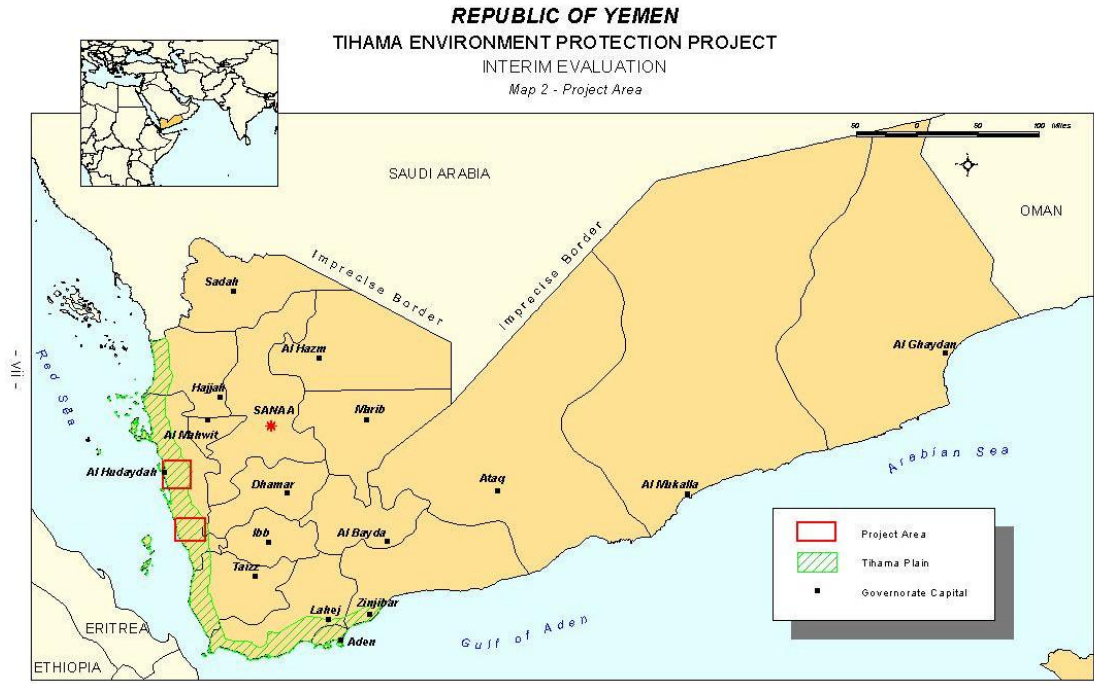 REPUBLIC OF YEMEN
TIHAMA ENVIRONMENT PROTECTION PROJECT
INTERIM EVALUATION
Map 2 - Project Area
50 0 50 100 Miles
SAUDI ARABIA
OMAN
Imprecise Border
Imprecise Border
Sadah
Al Hazm
Al Ghaydah
- vii -
Red Sea
Hajjah
SANAA
Marib
Al Mahwit
Al Hudaydah
Dhamar
Ataq
Al Mukalla
Arabian Sea
Ibb
Al Bayda
Taizz
Lahej
Zinjibar
Aden
Gulf of Aden
ERITREA
ETHIOPIA
Project Area
Tihama Plain
Governorate Capital